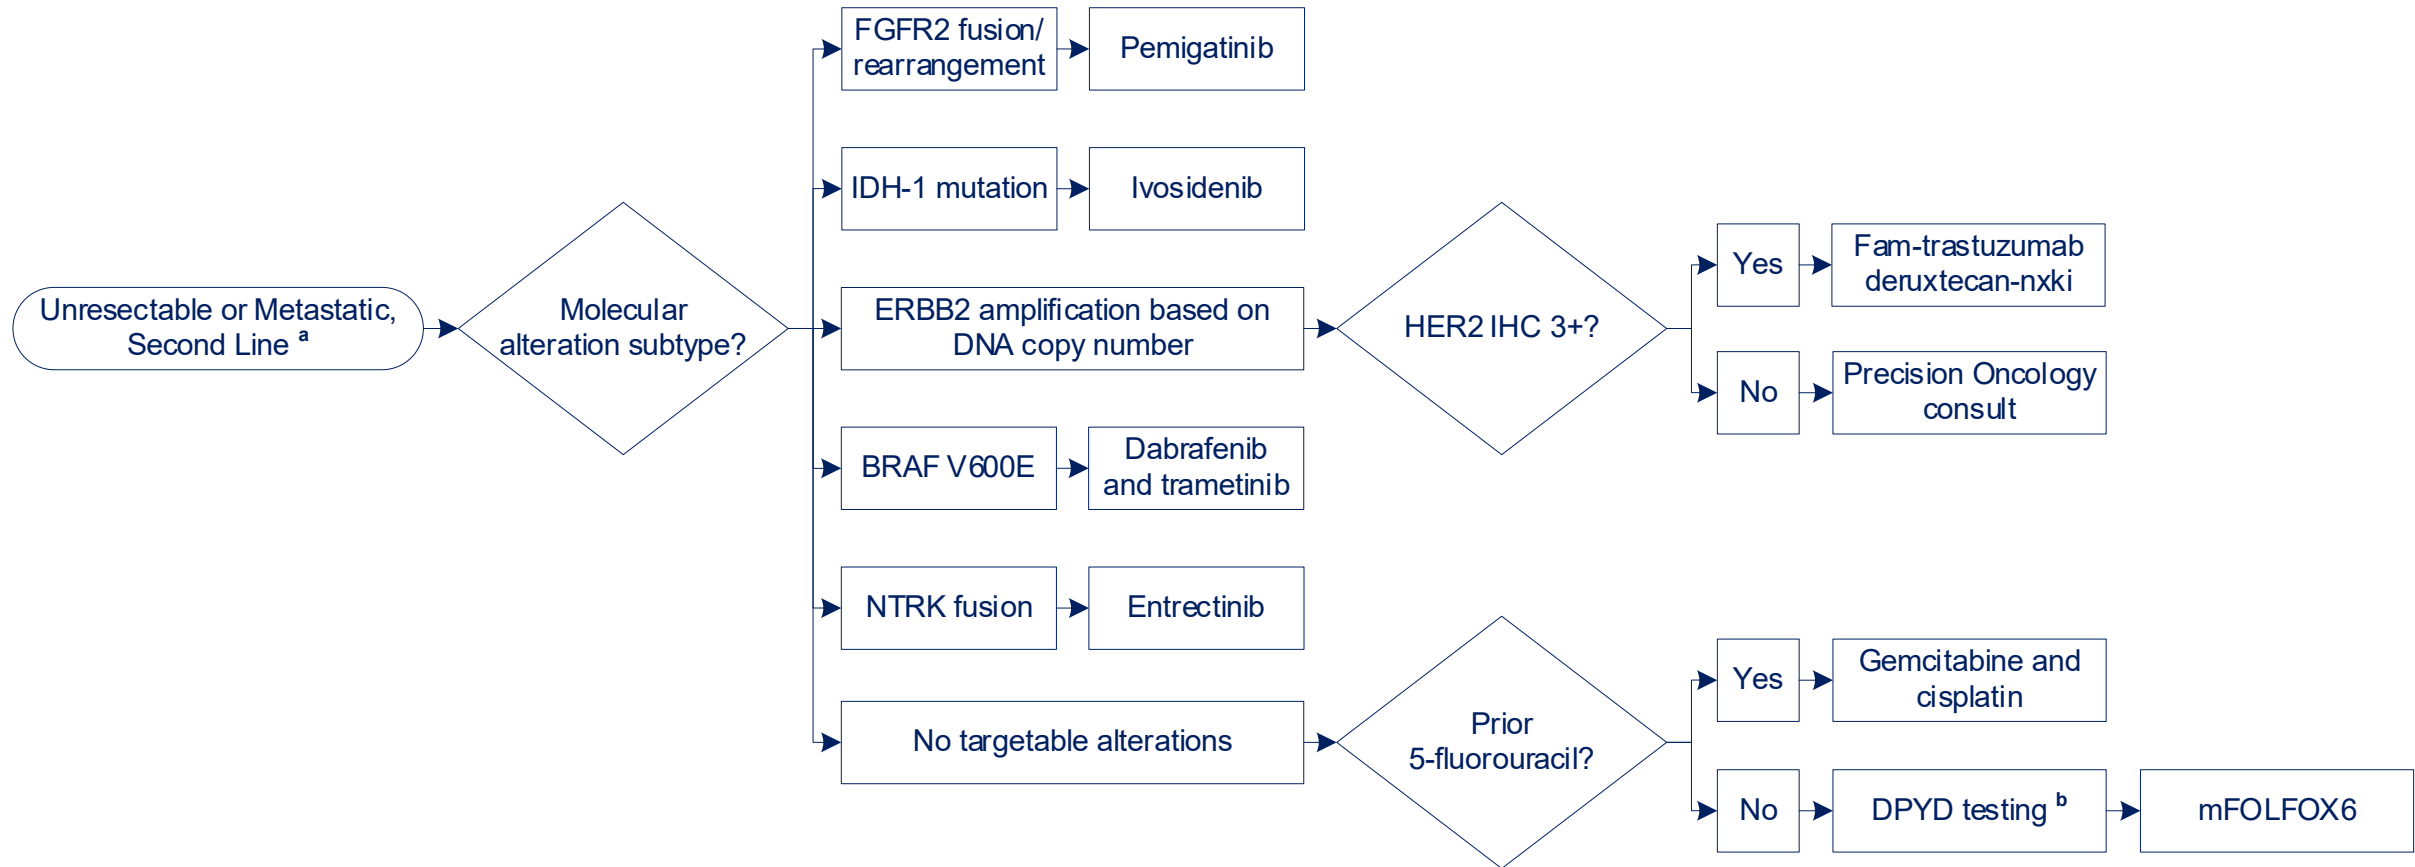 FGFR2 fusion/
rearrangement
Pemigatinib
IDH-1 mutation
Ivosidenib
Unresectable or Metastatic,
Second Line a
Molecular
alteration subtype?
ERBB2 amplification based on
DNA copy number
HER2 IHC 3+?
Yes
Fam-trastuzumab
deruxtecan-nxki
No
Precision Oncology
consult
BRAF V600E
Dabrafenib
and trametinib
NTRK fusion
Entrectinib
No targetable alterations
Prior
5-fluorouracil?
Yes
Gemcitabine and
cisplatin
No
DPYD testing b
mFOLFOX6